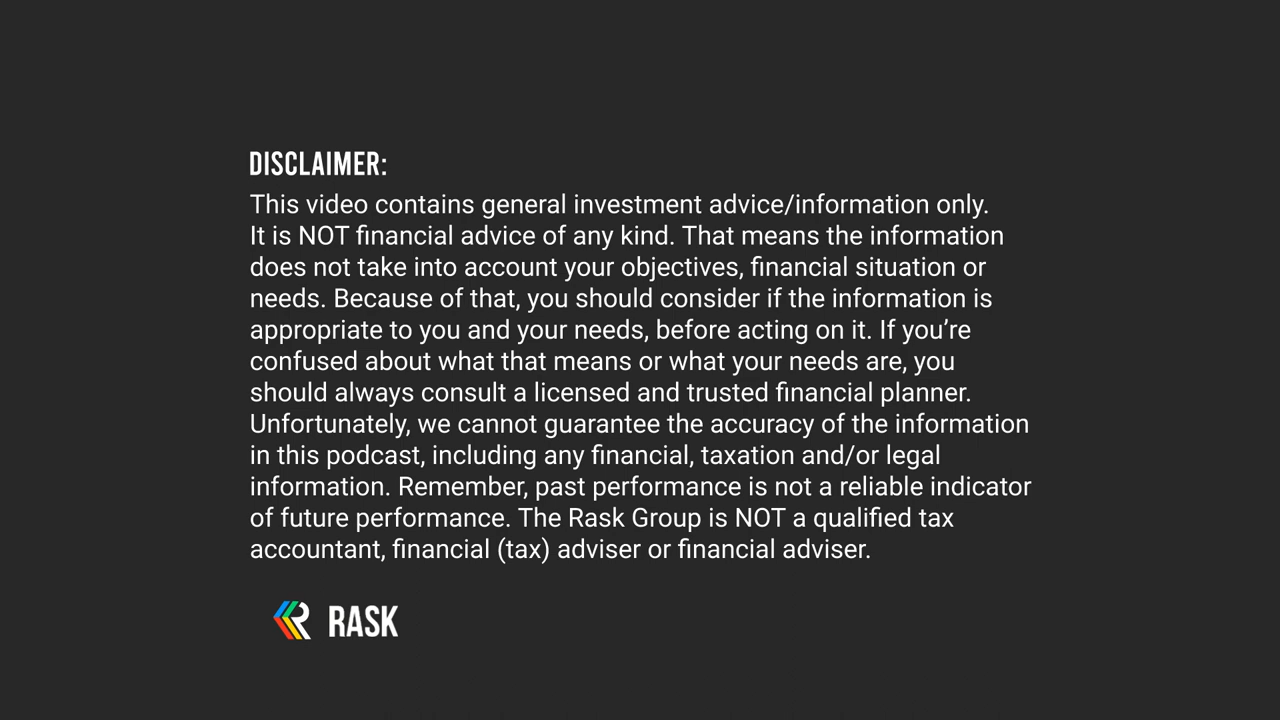 DISCLAIMER:
This video contains general investment advice/information only.
It is NOT financial advice of any kind. That means the information
does not take into account your objectives, financial situation or
needs. Because of that, you should consider if the information is
appropriate to you and your needs, before acting on it. If you’re
confused about what that means or what your needs are, you
should always consult a licensed and trusted financial planner.
Unfortunately, we cannot guarantee the accuracy of the information
in this podcast, including any financial, taxation and/or legal
information. Remember, past performance is not a reliable indicator
of future performance. The Rask Group is NOT a qualified tax
accountant, financial (tax) adviser or financial adviser.
RASK